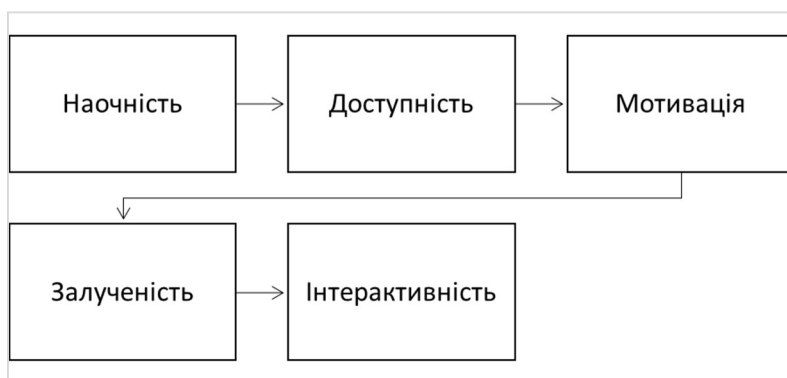 Наочність
Доступність
Мотивація
Залученість
Інтерактивність